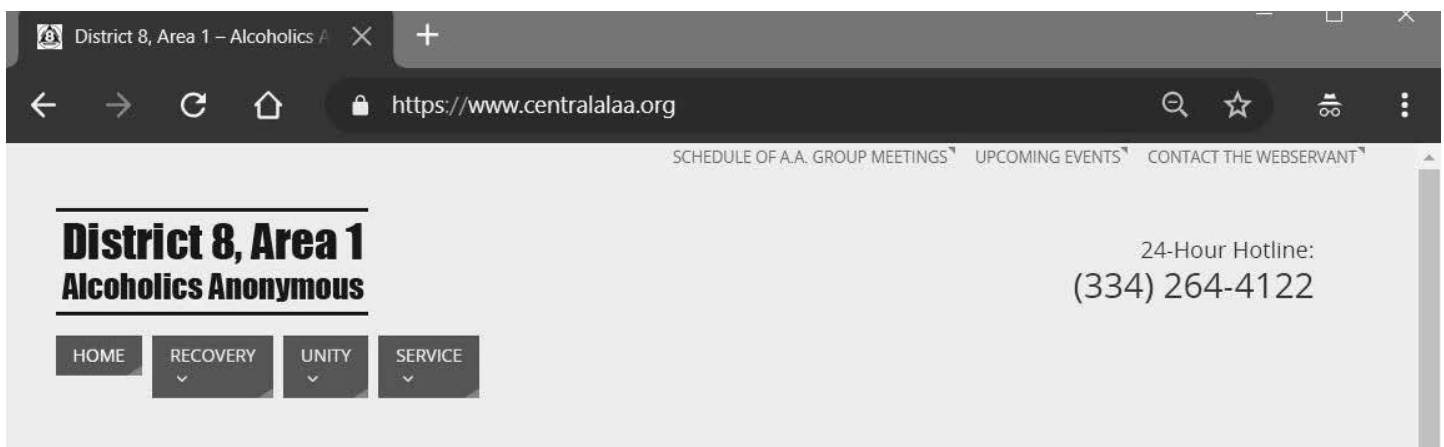 District 8, Area 1 – Alcoholics A
https://www.centralalaa.org
SCHEDULE OF A.A. GROUP MEETINGS UPCOMING EVENTS CONTACT THE WEBSERVANT
District 8, Area 1
Alcoholics Anonymous
24-Hour Hotline:
(334) 264-4122
HOME RECOVERY UNITY SERVICE